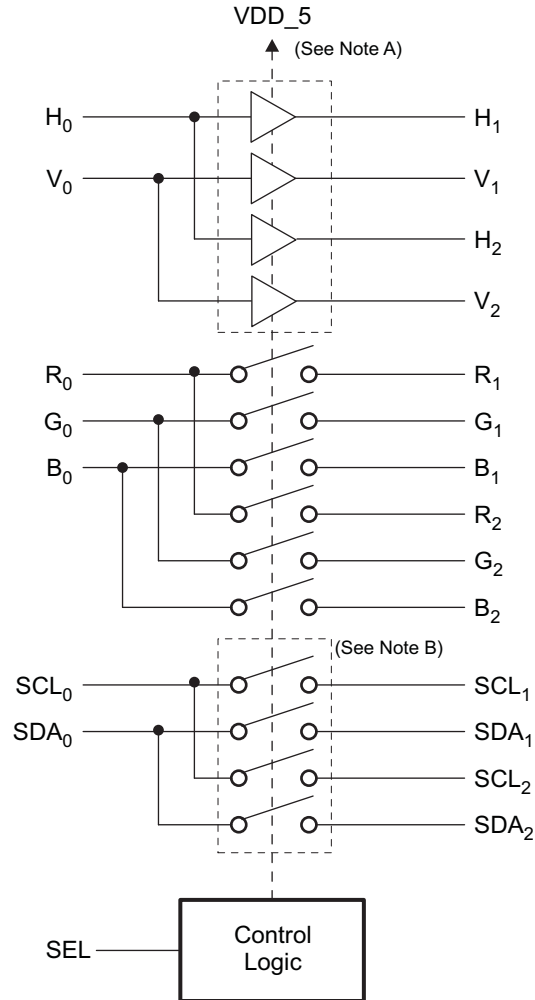 VDD_5
(See Note A)
H0 H1
V0 V1
H2
V2
R0 R1
G0 G1
B0 B1
R2
G2
B2
(See Note B)
SCL0 SCL1
SDA0 SDA1
SCL2
SDA2
SEL
Control
Logic